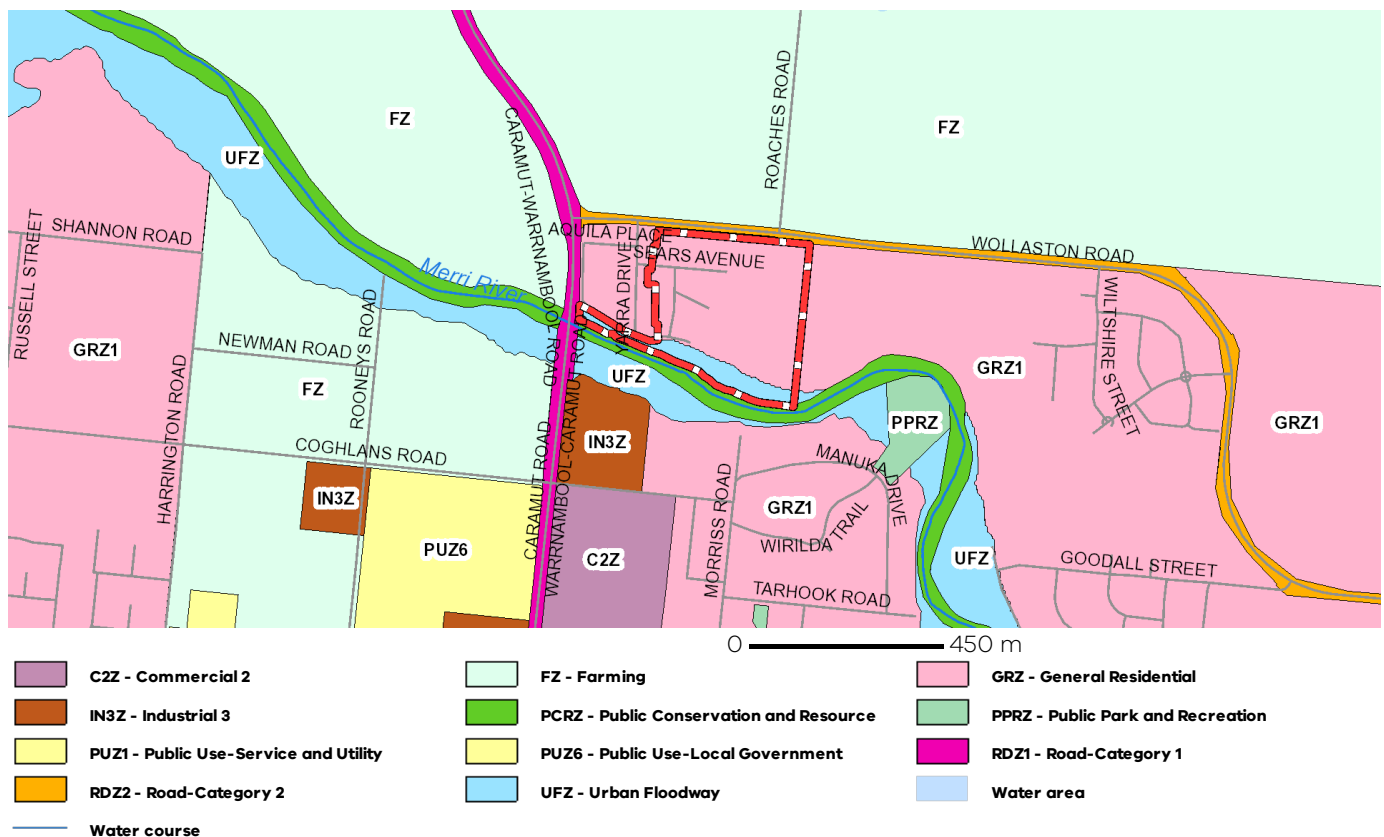 FZ
FZ
UFZ
CARAMUT-WARRNAMBOOL-ROAD
ROACHES ROAD
RUSSELL STREET
SHANNON ROAD
AQUILA PLACE
WOLLASTON ROAD
SEARS AVENUE
YARRA DRIVE
Merri River
WILTSHIRE STREET
GRZ1
NEWMAN ROAD
ROONEYS ROAD
HARRINGTON ROAD
FZ
UFZ
GRZ1
PPRZ
GRZ1
IN3Z
COGHLANS ROAD
MANUKA DRIVE
IN3Z
CARAMUT ROAD
WARRNAMBOOL-CARAMUT ROAD
MORRISS ROAD
GRZ1
WIRILDA TRAIL
PUZ6
C2Z
UFZ
GOODALL STREET
TARHOOK ROAD
0 450 m
C2Z - Commercial 2
FZ - Farming
GRZ - General Residential
IN3Z - Industrial 3
PCRZ - Public Conservation and Resource
PPRZ - Public Park and Recreation
PUZ1 - Public Use-Service and Utility
PUZ6 - Public Use-Local Government
RDZ1 - Road-Category 1
RDZ2 - Road-Category 2
UFZ - Urban Floodway
Water area
Water course